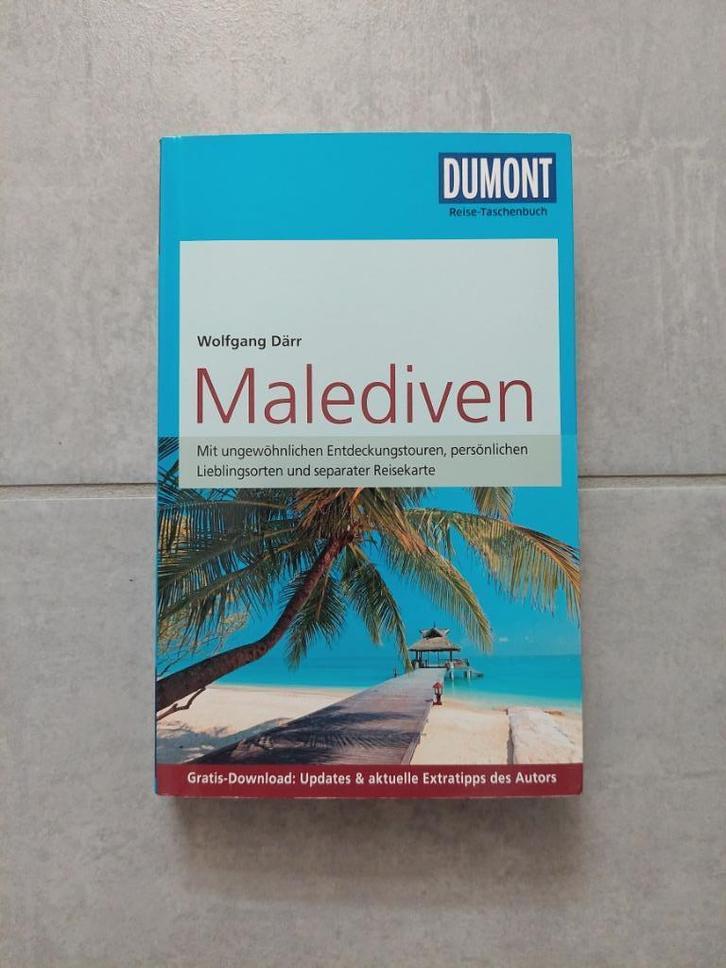 DUMONT
Reise-Taschenbuch
Wolfgang Därr
Malediven
Mit ungewöhnlichen Entdeckungstouren, persönlichen
Lieblingsorten und separater Reisekarte
Gratis-Download: Updates & aktuelle Extratipps des Autors